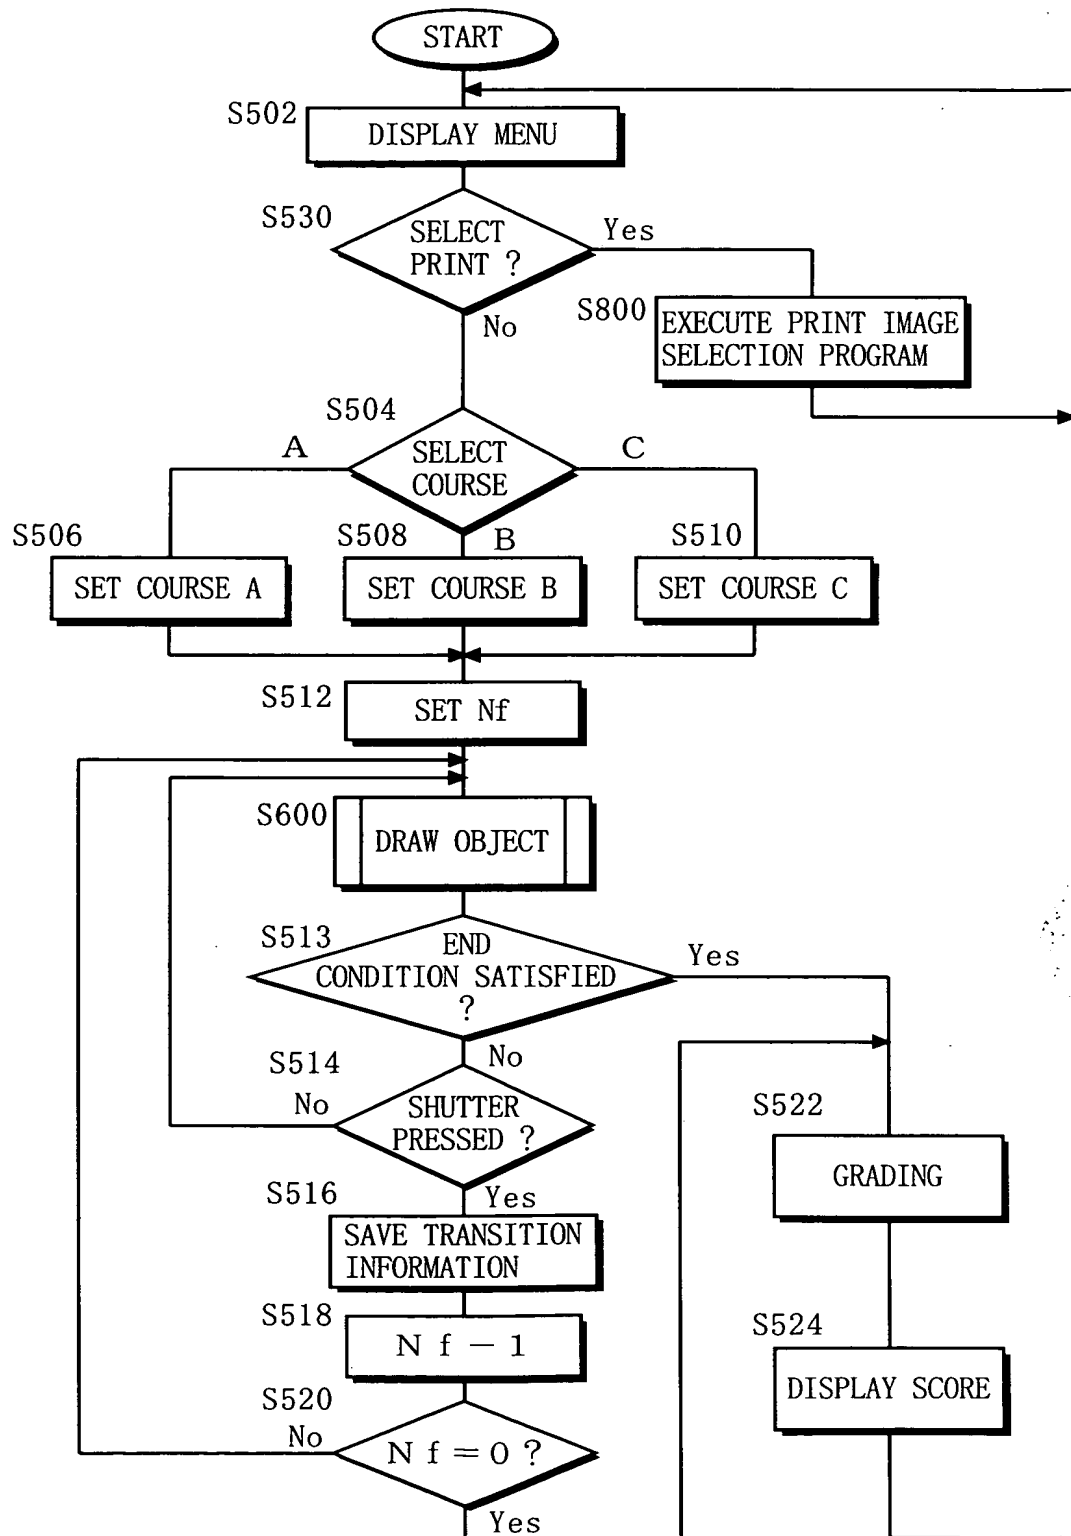 START
S502
DISPLAY MENU
S530
SELECT
PRINT ?
Yes
No
S800
EXECUTE PRINT IMAGE
SELECTION PROGRAM
S504
SELECT
COURSE
A
C
B
S506
SET COURSE A
S508
SET COURSE B
S510
SET COURSE C
S512
SET Nf
S600
DRAW OBJECT
S513
END
CONDITION SATISFIED
?
Yes
No
S514
SHUTTER
PRESSED ?
No
Yes
S522
GRADING
S516
SAVE TRANSITION
INFORMATION
S518
N f - 1
S524
DISPLAY SCORE
S520
N f = 0 ?
No
Yes